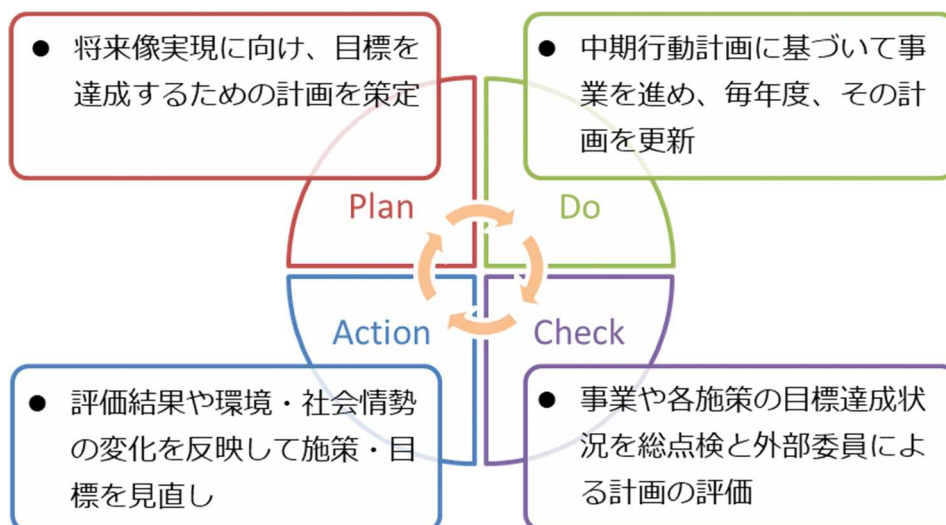 ● 将来像実現に向け、目標を
達成するための計画を策定
● 中期行動計画に基づいて事
業を進め、毎年度、その計
画を更新
Plan
Do
Action
Check
● 評価結果や環境・社会情勢
の変化を反映して施策・目
標を見直し
● 事業や各施策の目標達成状
況を総点検と外部委員によ
る計画の評価